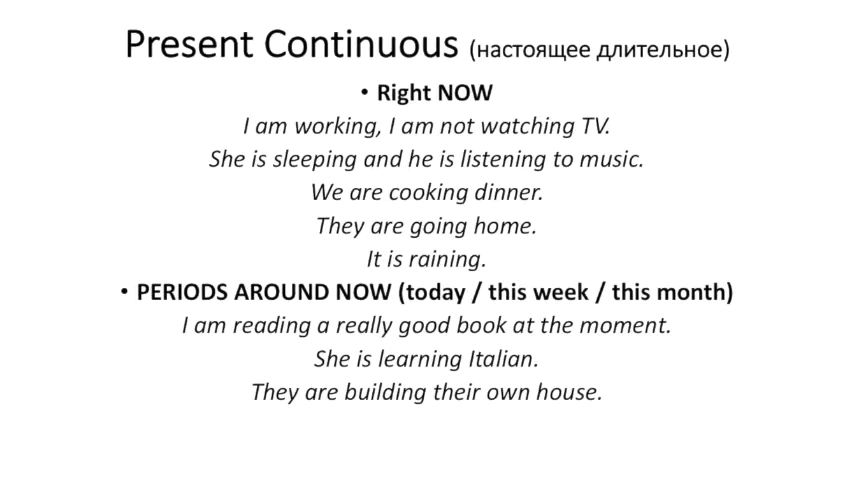 Present Continuous (настоящее длительное)
• Right NOW
I am working, I am not watching TV.
She is sleeping and he is listening to music.
We are cooking dinner.
They are going home.
It is raining.
• PERIODS AROUND NOW (today / this week / this month)
I am reading a really good book at the moment.
She is learning Italian.
They are building their own house.